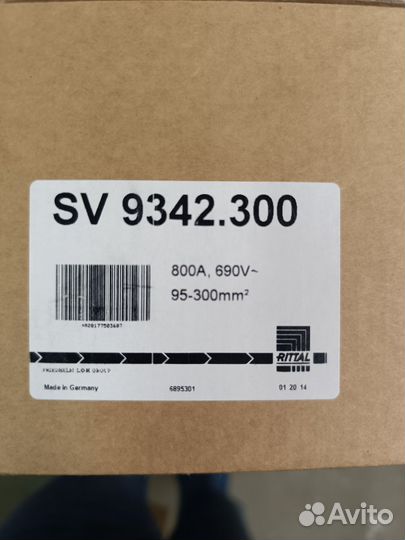 SV 9342.300
800A, 690V~
95-300mm²
RITTAL
FRIEDHELM LOH GROUP
Made in Germany 6895301 01 20 14
Avito